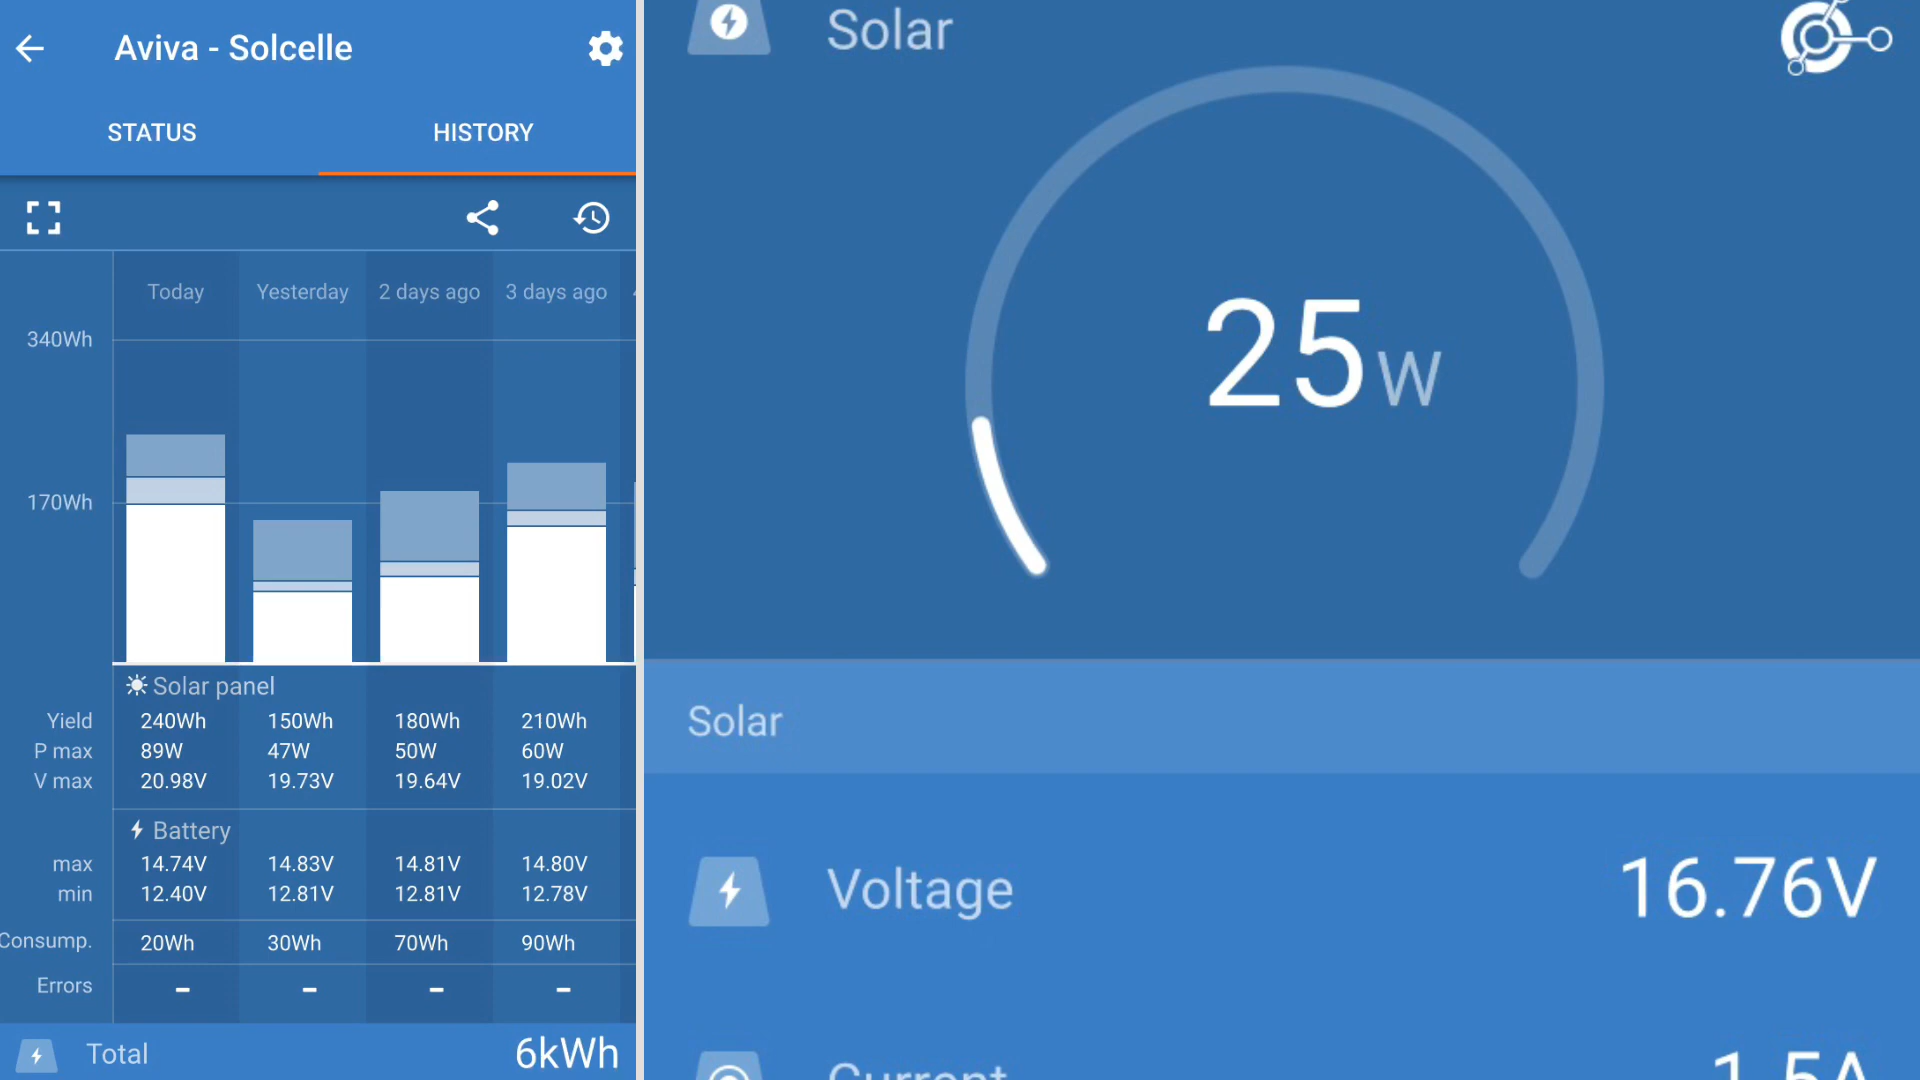 Aviva - Solcelle
STATUS HISTORY
Today Yesterday 2 days ago 3 days ago
340Wh
170Wh
Solar panel
Yield 240Wh 150Wh 180Wh 210Wh
P max 89W 47W 50W 60W
V max 20.98V 19.73V 19.64V 19.02V
Battery
max 14.74V 14.83V 14.81V 14.80V
min 12.40V 12.81V 12.81V 12.78V
Consump. 20Wh 30Wh 70Wh 90Wh
Errors – – – –
Total 6kWh
Solar
25W
Solar
Voltage 16.76V
Current 1.5A